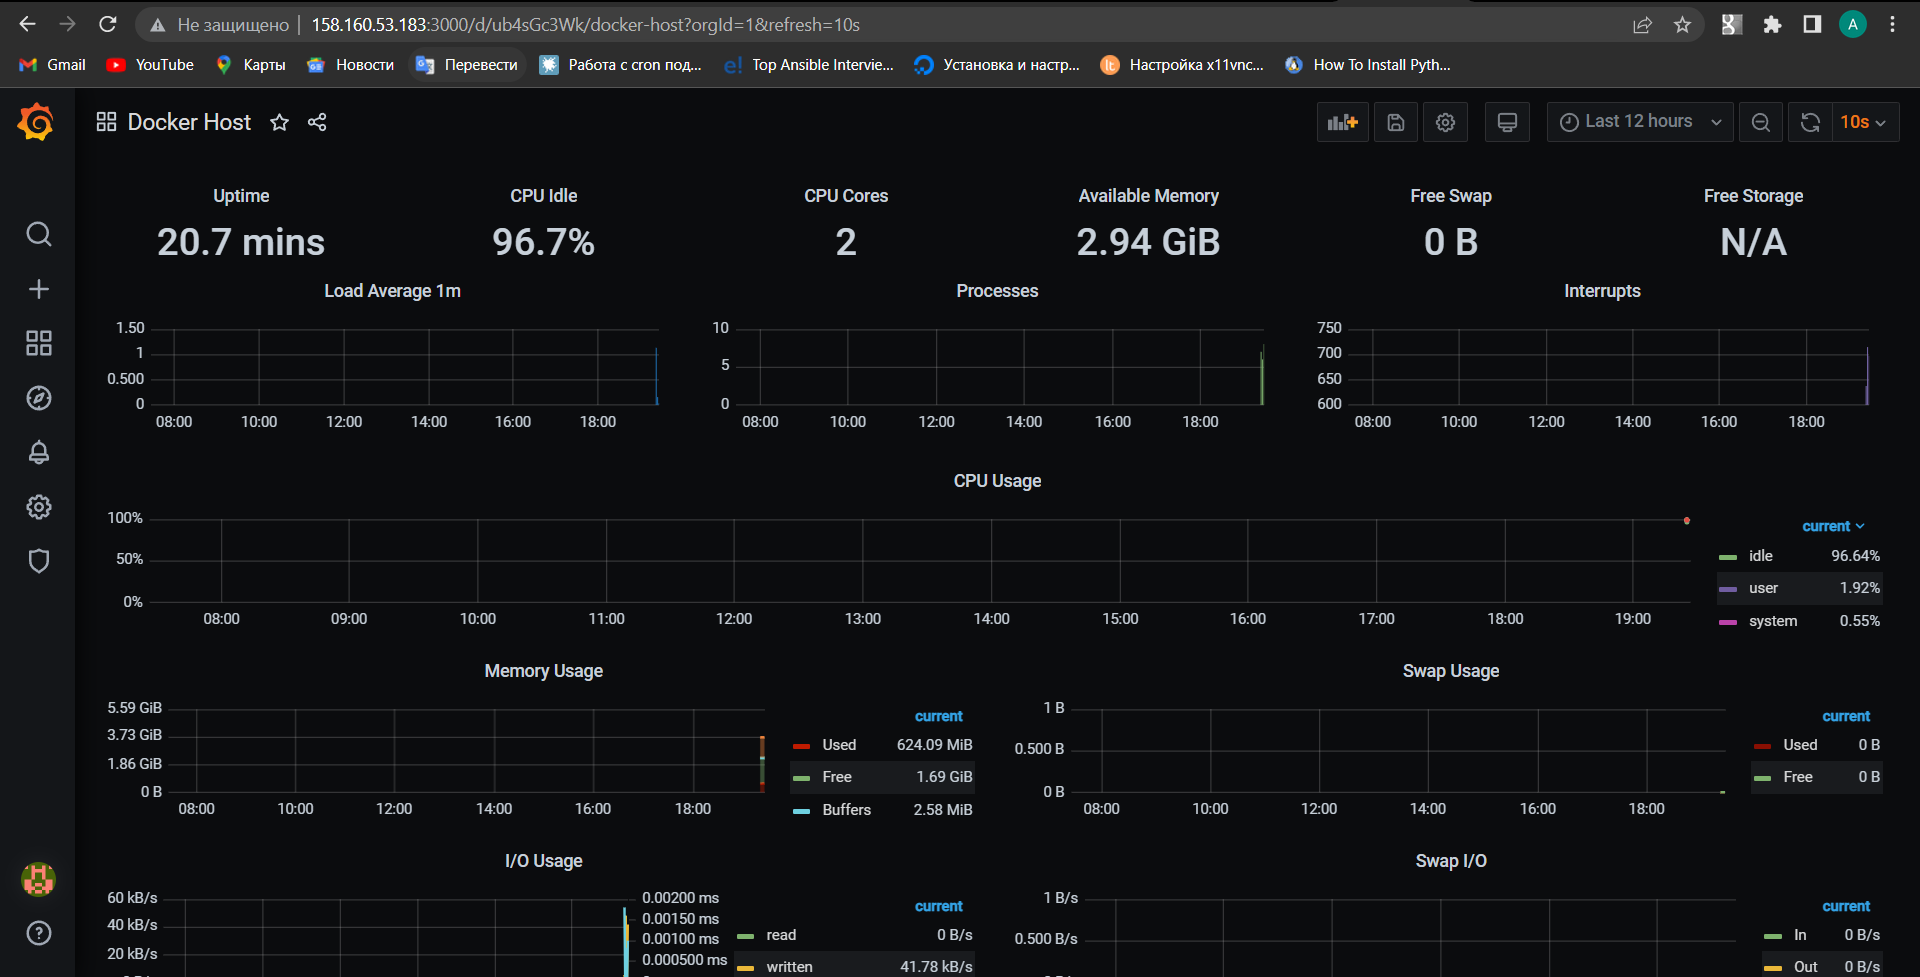 Не защищено | 158.160.53.183:3000/d/ub4sGc3Wk/docker-host?orgId=1&refresh=10s
A
Gmail YouTube Карты Новости Перевести Работа с cron под... Top Ansible Intervie... Установка и настр... Настройка x11vnc... How To Install Pyth...
Docker Host
Last 12 hours 10s
Uptime
20.7 mins
CPU Idle
96.7%
CPU Cores
2
Available Memory
2.94 GiB
Free Swap
0 B
Free Storage
N/A
Load Average 1m
1.50
1
0.500
0
08:00 10:00 12:00 14:00 16:00 18:00
Processes
10
5
0
08:00 10:00 12:00 14:00 16:00 18:00
Interrupts
750
700
650
600
08:00 10:00 12:00 14:00 16:00 18:00
CPU Usage
100%
50%
0%
08:00 09:00 10:00 11:00 12:00 13:00 14:00 15:00 16:00 17:00 18:00 19:00
current
idle 96.64%
user 1.92%
system 0.55%
Memory Usage
5.59 GiB
3.73 GiB
1.86 GiB
0 B
08:00 10:00 12:00 14:00 16:00 18:00
current
Used 624.09 MiB
Free 1.69 GiB
Buffers 2.58 MiB
Swap Usage
1 B
0.500 B
0 B
08:00 10:00 12:00 14:00 16:00 18:00
current
Used 0 B
Free 0 B
I/O Usage
60 kB/s
40 kB/s
20 kB/s
0.00200 ms
0.00150 ms
0.00100 ms
0.000500 ms
current
read 0 B/s
written 41.78 kB/s
Swap I/O
1 B/s
0.500 B/s
current
In 0 B/s
Out 0 B/s